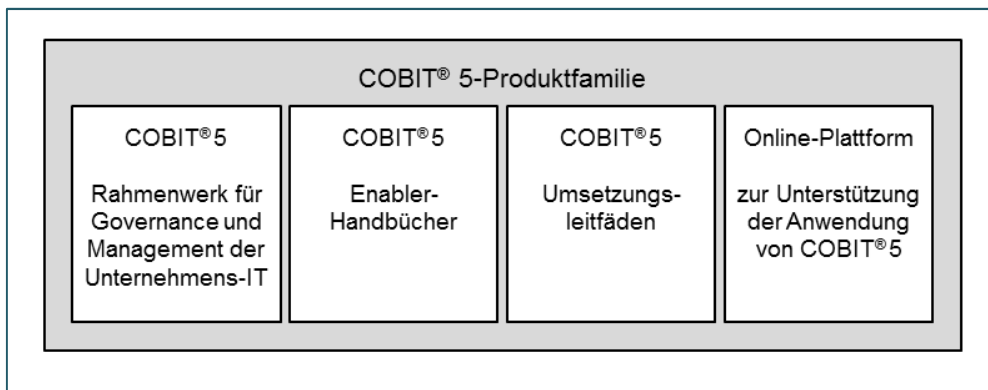 COBIT® 5-Produktfamilie
COBIT® 5
Rahmenwerk für
Governance und
Management der
Unternehmens-IT
COBIT® 5
Enabler-
Handbücher
COBIT® 5
Umsetzungs-
leitfäden
Online-Plattform
zur Unterstützung
der Anwendung
von COBIT® 5